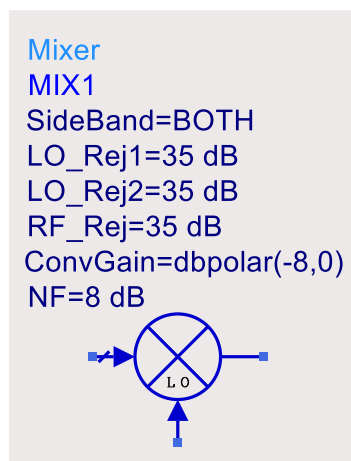 Mixer
MIX1
SideBand=BOTH
LO_Rej1=35 dB
LO_Rej2=35 dB
RF_Rej=35 dB
ConvGain=dbpolar(-8,0)
NF=8 dB
LO